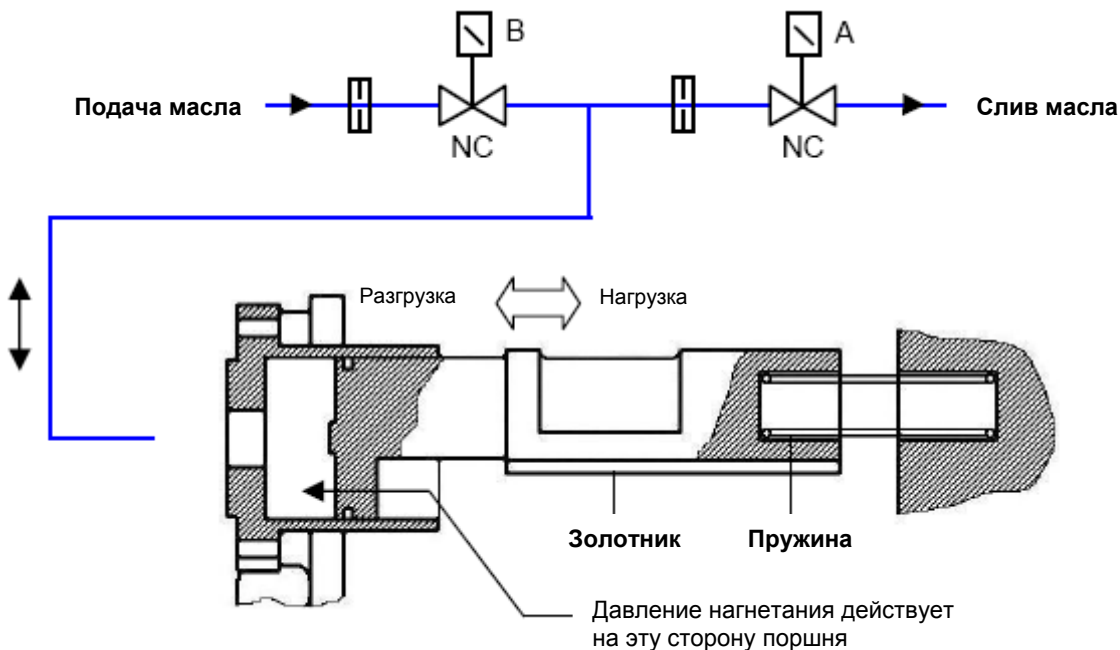 B
A
Подача масла
Слив масла
NC
NC
Разгрузка
Нагрузка
Золотник
Пружина
Давление нагнетания действует
на эту сторону поршня